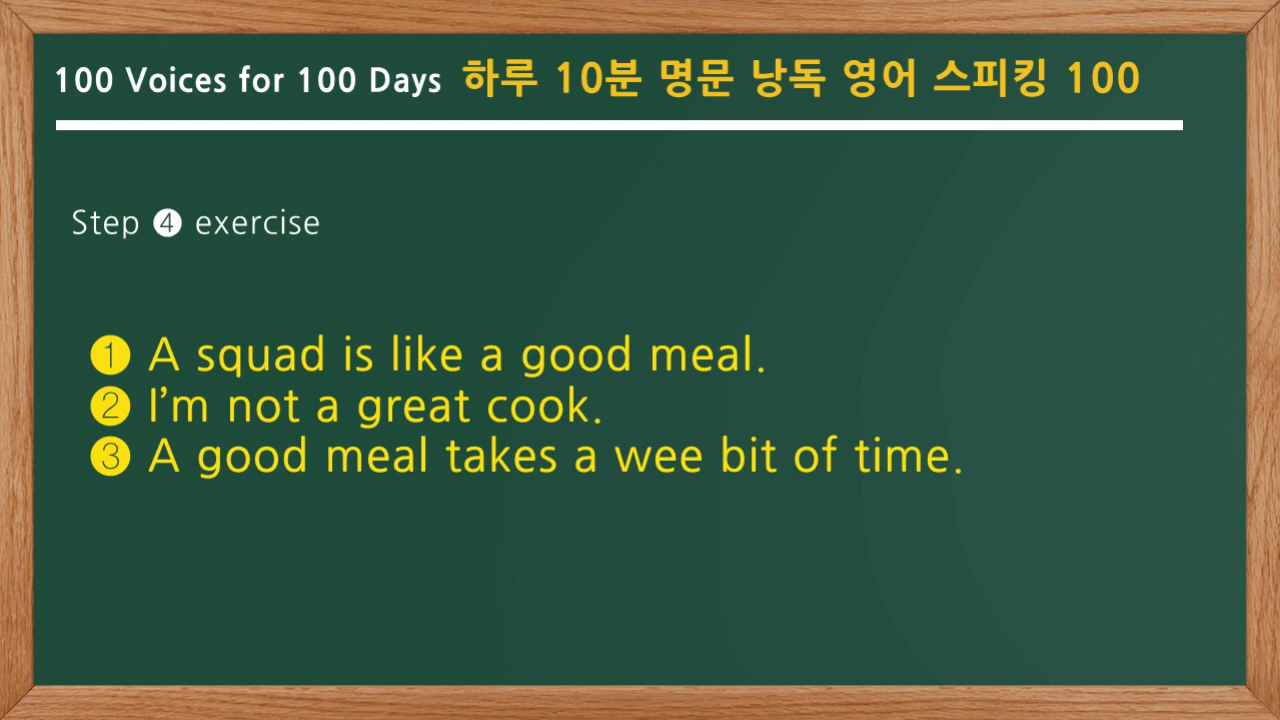 100 Voices for 100 Days 하루 10분 명문 낭독 영어 스피킹 100
Step ❹ exercise
❶ A squad is like a good meal.
❷ I’m not a great cook.
❸ A good meal takes a wee bit of time.